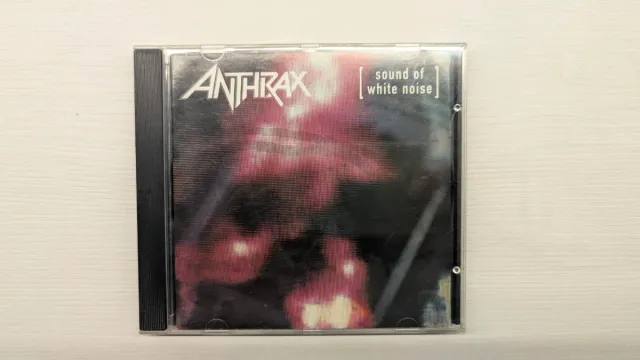 ANTHRAX
[ sound of
white noise ]